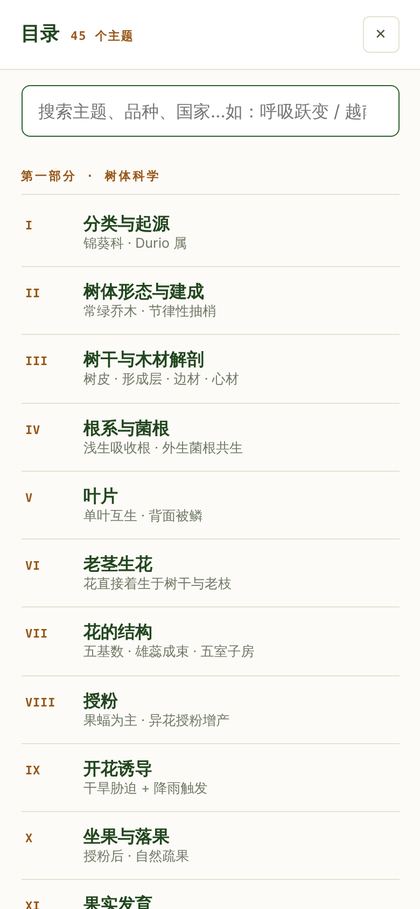 目录 45 个主题
×
搜索主题、品种、国家…如：呼吸跃变 / 越
第一部分 · 树体科学
I 分类与起源
锦葵科 · Durio 属
II 树体形态与建成
常绿乔木 · 节律性抽梢
III 树干与木材解剖
树皮 · 形成层 · 边材 · 心材
IV 根系与菌根
浅生吸收根 · 外生菌根共生
V 叶片
单叶互生 · 背面被鳞
VI 老茎生花
花直接着生于树干与老枝
VII 花的结构
五基数 · 雄蕊成束 · 五室子房
VIII 授粉
果蝠为主 · 异花授粉增产
IX 开花诱导
干旱胁迫 + 降雨触发
X 坐果与落果
授粉后 · 自然疏果
XI 果实发育